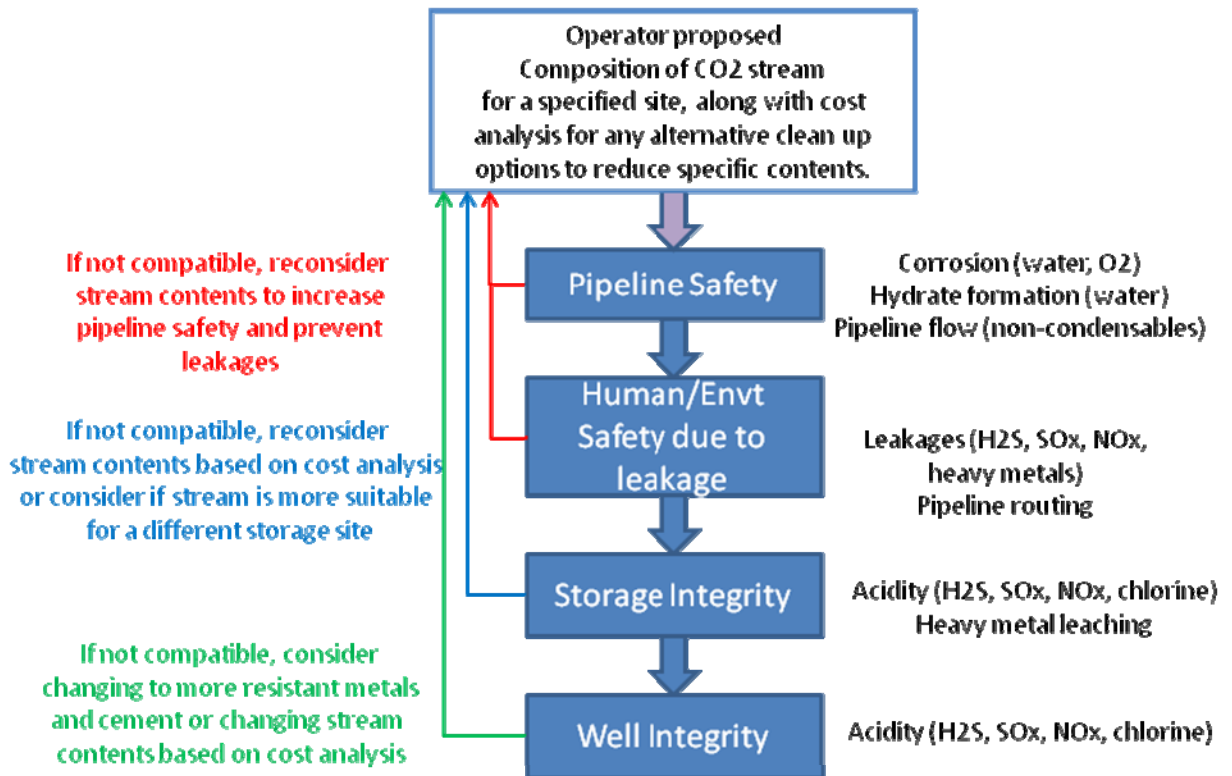 Operator proposed
Composition of CO2 stream
for a specified site, along with cost
analysis for any alternative clean up
options to reduce specific contents.
If not compatible, reconsider
stream contents to increase
pipeline safety and prevent
leakages
Pipeline Safety
Corrosion (water, O2)
Hydrate formation (water)
Pipeline flow (non-condensables)
If not compatible, reconsider
stream contents based on cost analysis
or consider if stream is more suitable
for a different storage site
Human/Envt
Safety due to
leakage
Leakages (H2S, SOx, NOx,
heavy metals)
Pipeline routing
Storage Integrity
Acidity (H2S, SOx, NOx, chlorine)
Heavy metal leaching
If not compatible, consider
changing to more resistant metals
and cement or changing stream
contents based on cost analysis
Well Integrity
Acidity (H2S, SOx, NOx, chlorine)